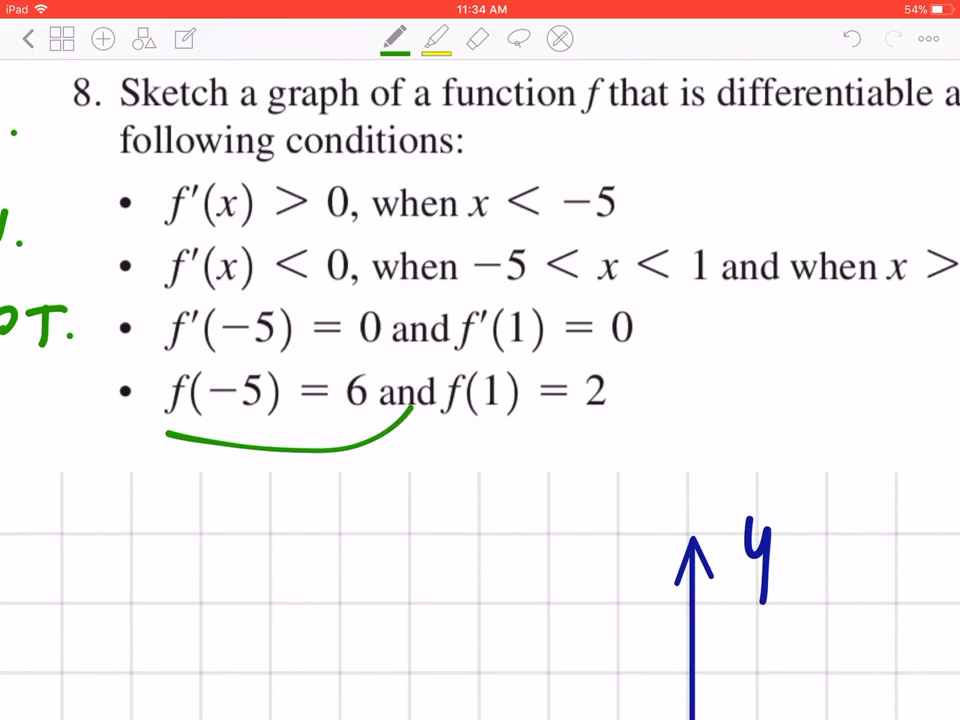 iPad 11:34 AM 54%
8. Sketch a graph of a function f that is differentiable a
following conditions:
• f'(x) > 0, when x < −5
• f'(x) < 0, when −5 < x < 1 and when x >
• f'(−5) = 0 and f'(1) = 0
• f(−5) = 6 and f(1) = 2
PT.
y